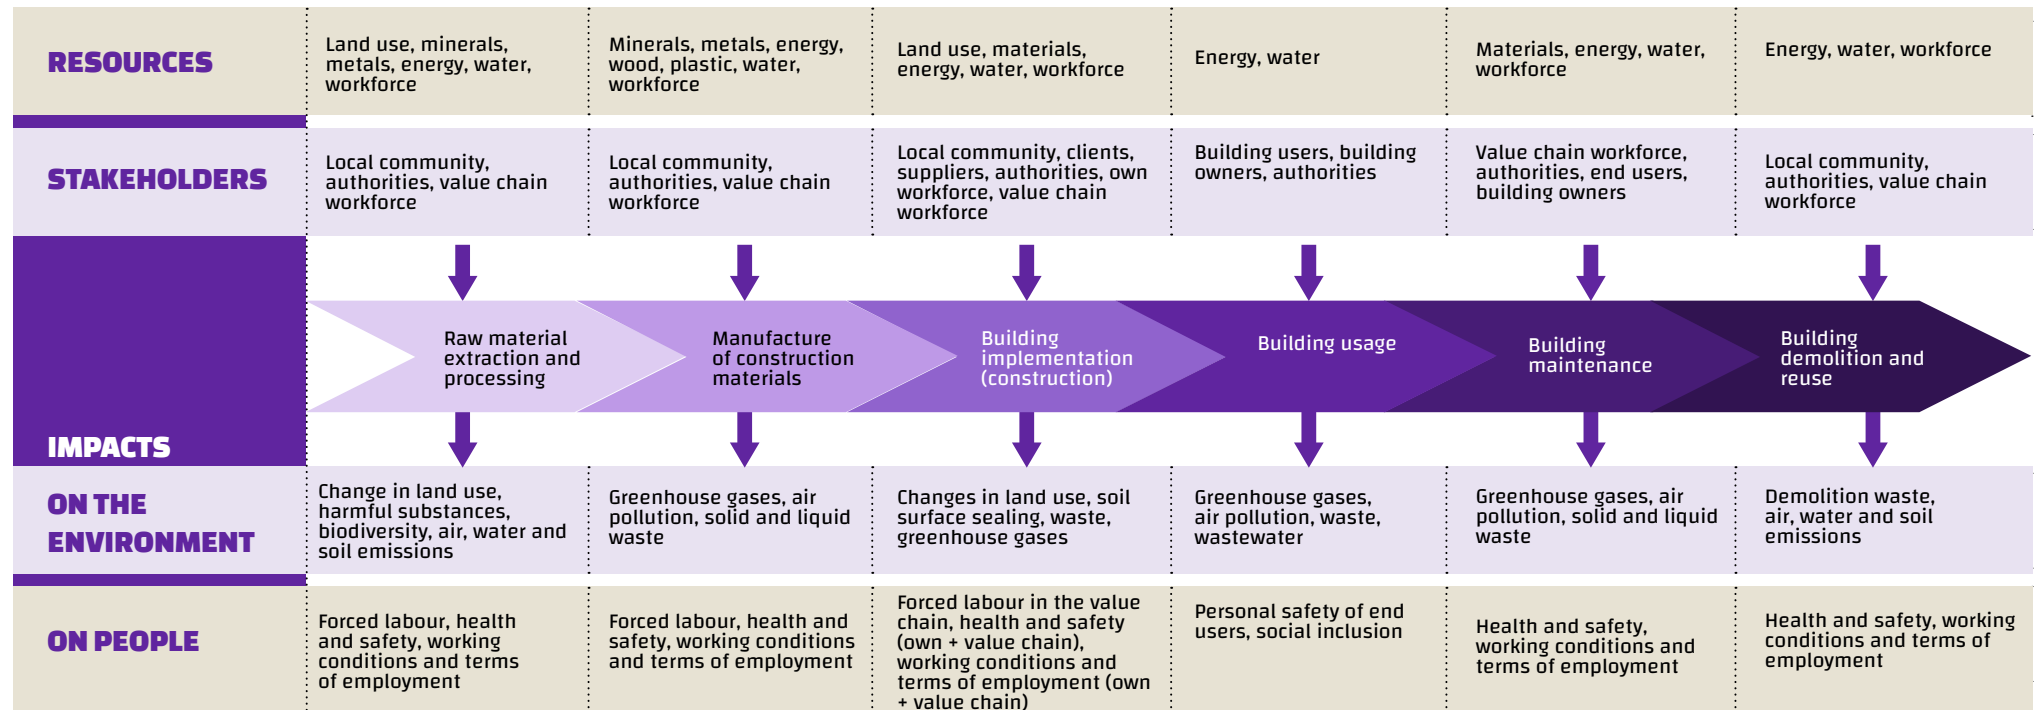 RESOURCES
Land use, minerals,
metals, energy, water,
workforce
Minerals, metals, energy,
wood, plastic, water,
workforce
Land use, materials,
energy, water, workforce
Energy, water
Materials, energy, water,
workforce
Energy, water, workforce
STAKEHOLDERS
Local community,
authorities, value chain
workforce
Local community,
authorities, value chain
workforce
Local community, clients,
suppliers, authorities, own
workforce, value chain
workforce
Building users, building
owners, authorities
Value chain workforce,
authorities, end users,
building owners
Local community,
authorities, value chain
workforce
Raw material
extraction and
processing
Manufacture
of construction
materials
Building
implementation
(construction)
Building usage
Building
maintenance
Building
demolition and
reuse
IMPACTS
ON THE
ENVIRONMENT
Change in land use,
harmful substances,
biodiversity, air, water and
soil emissions
Greenhouse gases, air
pollution, solid and liquid
waste
Changes in land use, soil
surface sealing, waste,
greenhouse gases
Greenhouse gases,
air pollution, waste,
wastewater
Greenhouse gases, air
pollution, solid and liquid
waste
Demolition waste,
air, water and soil
emissions
ON PEOPLE
Forced labour, health
and safety, working
conditions and terms
of employment
Forced labour, health and
safety, working conditions
and terms of employment
Forced labour in the value
chain, health and safety
(own + value chain),
working conditions and
terms of employment (own
+ value chain)
Personal safety of end
users, social inclusion
Health and safety,
working conditions and
terms of employment
Health and safety, working
conditions and terms of
employment